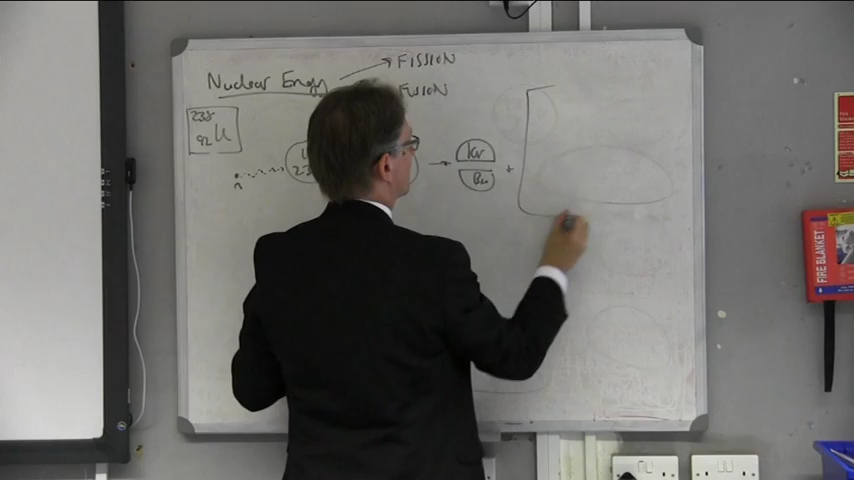 Nuclear Energy
FISSION
FUSION
235
92 U
n
Kr
+
Ba
FIRE BLANKET